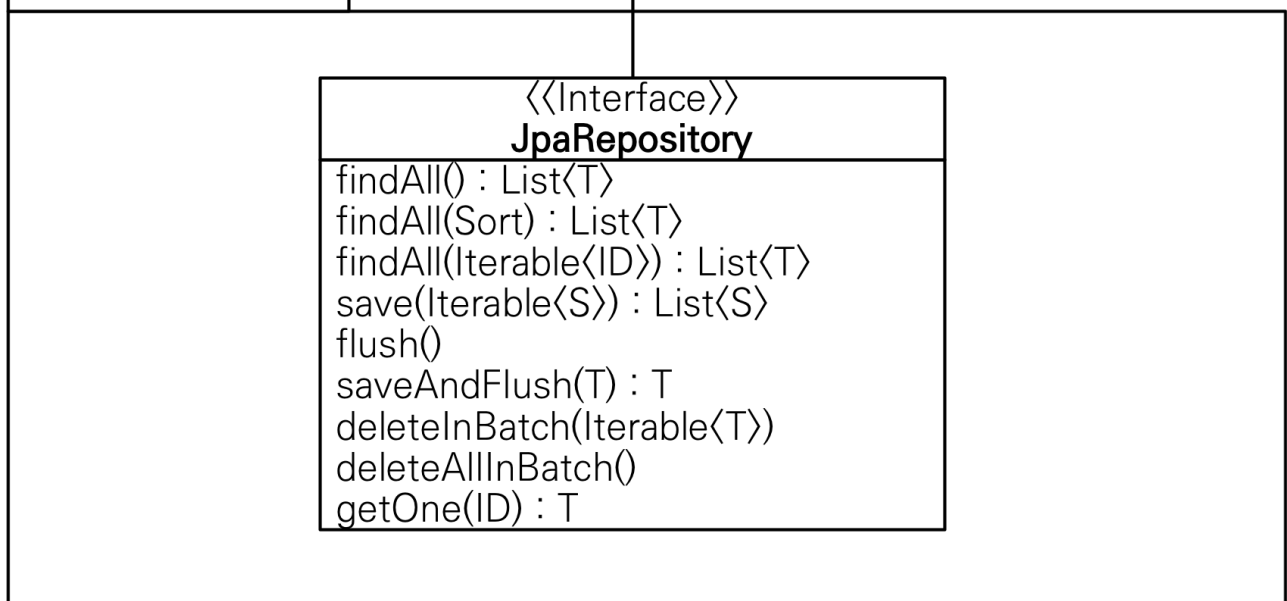 〈〈Interface〉〉
JpaRepository
findAll() : List〈T〉
findAll(Sort) : List〈T〉
findAll(Iterable〈ID〉) : List〈T〉
save(Iterable〈S〉) : List〈S〉
flush()
saveAndFlush(T) : T
deleteInBatch(Iterable〈T〉)
deleteAllInBatch()
getOne(ID) : T